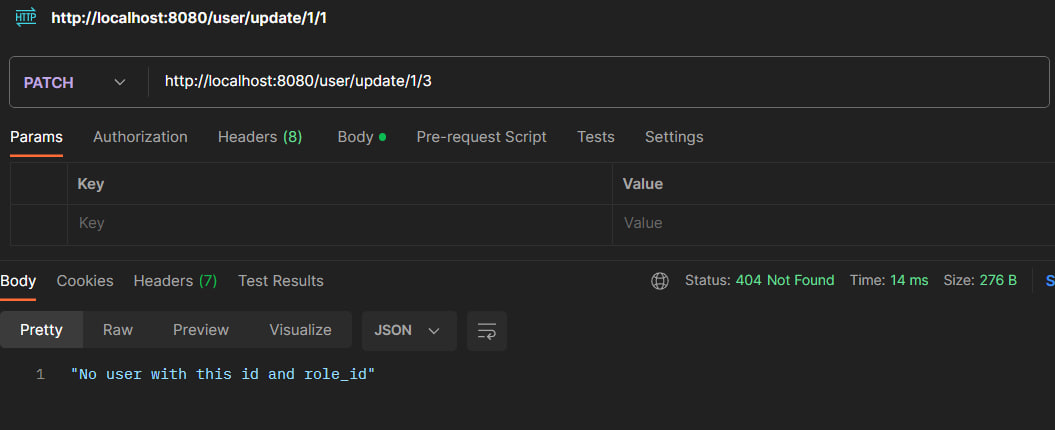 HTTP http://localhost:8080/user/update/1/1
PATCH http://localhost:8080/user/update/1/3
Params Authorization Headers (8) Body Pre-request Script Tests Settings
Key Value
Key Value
Body Cookies Headers (7) Test Results Status: 404 Not Found Time: 14 ms Size: 276 B S
Pretty Raw Preview Visualize JSON
1 "No user with this id and role_id"